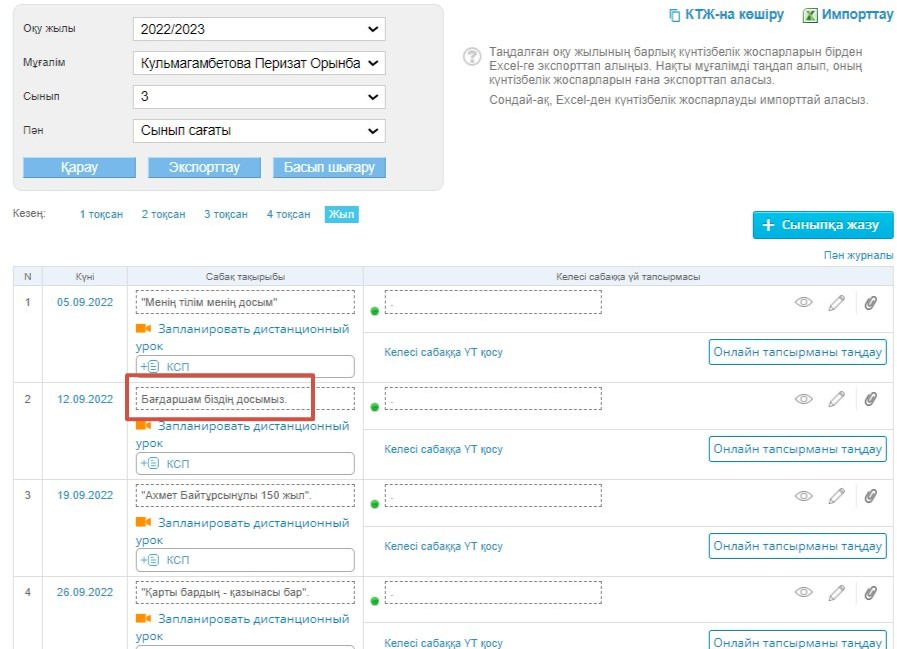 Оқу жылы 2022/2023
Мұғалім Кульмагамбетова Перизат Орынба
Сынып 3
Пән Сынып сағаты
Қарау Экспорттау Басып шығару
КТЖ-на көшіру Импорттау
Таңдалған оқу жылының барлық күнтізбелік жоспарларын бірден
Excel-ге экспорттап алыңыз. Нақты мұғалімді таңдап алып, оның
күнтізбелік жоспарларын ғана экспорттап аласыз.
Сондай-ақ, Excel-ден күнтізбелік жоспарлауды импорттай аласыз.
Кезең: 1 тоқсан 2 тоқсан 3 тоқсан 4 тоқсан Жыл
+ Сыныпқа жазу
Пән журналы
N Күні Сабақ тақырыбы Келесі сабаққа үй тапсырмасы
1 05.09.2022 "Менің тілім менің досым" .
Запланировать дистанционный
урок
Келесі сабаққа ҮТ қосу Онлайн тапсырманы таңдау
+ КСП
2 12.09.2022 Бағдаршам біздің досымыз. .
Запланировать дистанционный
урок
Келесі сабаққа ҮТ қосу Онлайн тапсырманы таңдау
+ КСП
3 19.09.2022 "Ахмет Байтұрсынұлы 150 жыл". .
Запланировать дистанционный
урок
Келесі сабаққа ҮТ қосу Онлайн тапсырманы таңдау
+ КСП
4 26.09.2022 "Қарты бардың - қазынасы бар". .
Запланировать дистанционный
урок
Келесі сабаққа ҮТ қосу Онлайн тапсырманы таңдау